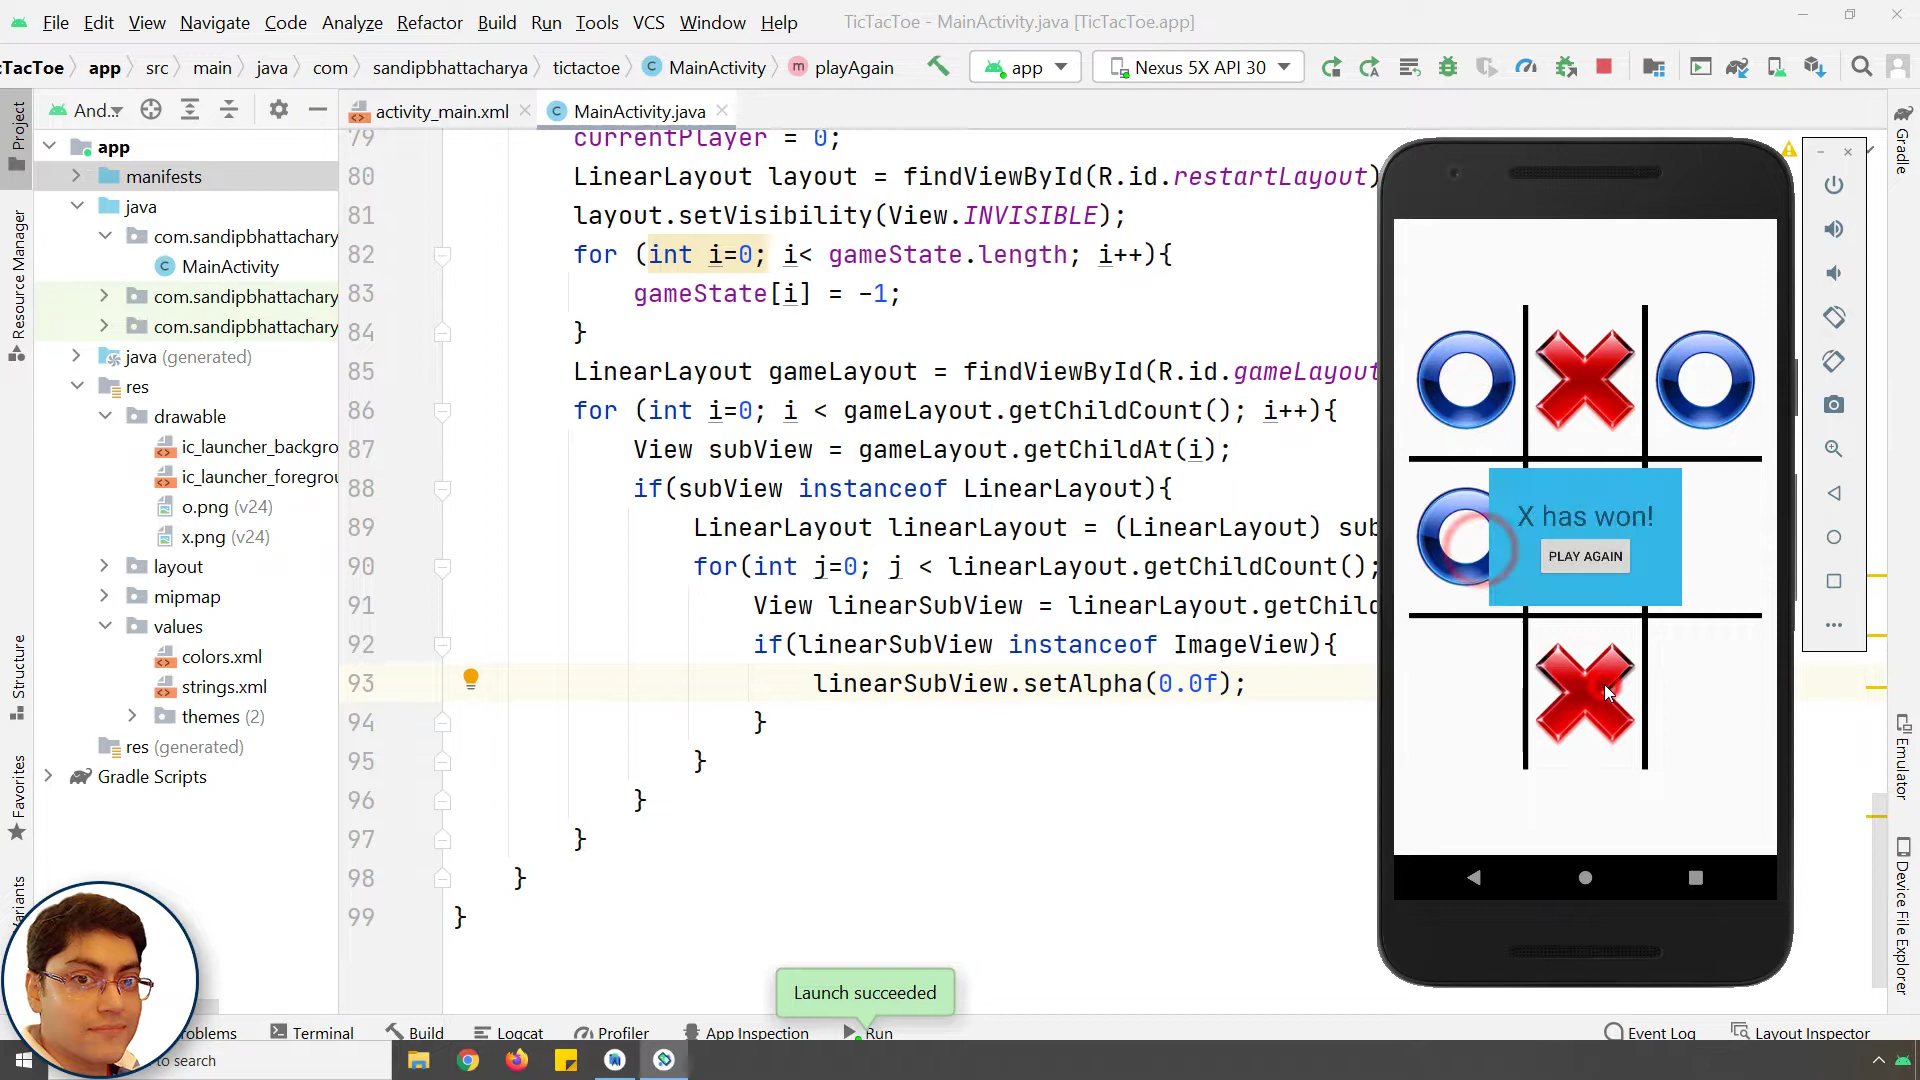 File Edit View Navigate Code Analyze Refactor Build Run Tools VCS Window Help TicTacToe - MainActivity.java [TicTacToe.app]
cTacToe app src main java com sandipbhattacharya tictactoe MainActivity playAgain app Nexus 5X API 30
And... activity_main.xml MainActivity.java
Project
Resource Manager
Structure
Favorites
app
manifests
java
com.sandipbhattachary
MainActivity
com.sandipbhattachary
com.sandipbhattachary
java (generated)
res
drawable
ic_launcher_backgro
ic_launcher_foregrou
o.png (v24)
x.png (v24)
layout
mipmap
values
colors.xml
strings.xml
themes (2)
res (generated)
Gradle Scripts
79 currentPlayer = 0;
80 LinearLayout layout = findViewById(R.id.restartLayout)
81 layout.setVisibility(View.INVISIBLE);
82 for (int i=0; i< gameState.length; i++){
83 gameState[i] = -1;
84 }
85 LinearLayout gameLayout = findViewById(R.id.gameLayout
86 for (int i=0; i < gameLayout.getChildCount(); i++){
87 View subView = gameLayout.getChildAt(i);
88 if(subView instanceof LinearLayout){
89 LinearLayout linearLayout = (LinearLayout) sub
90 for(int j=0; j < linearLayout.getChildCount();
91 View linearSubView = linearLayout.getChild
92 if(linearSubView instanceof ImageView){
93 linearSubView.setAlpha(0.0f);
94 }
95 }
96 }
97 }
98 }
99 }
X has won!
PLAY AGAIN
Gradle
Emulator
Device File Explorer
Launch succeeded
oblems Terminal Build Logcat Profiler App Inspection Run Event Log Layout Inspector
to search